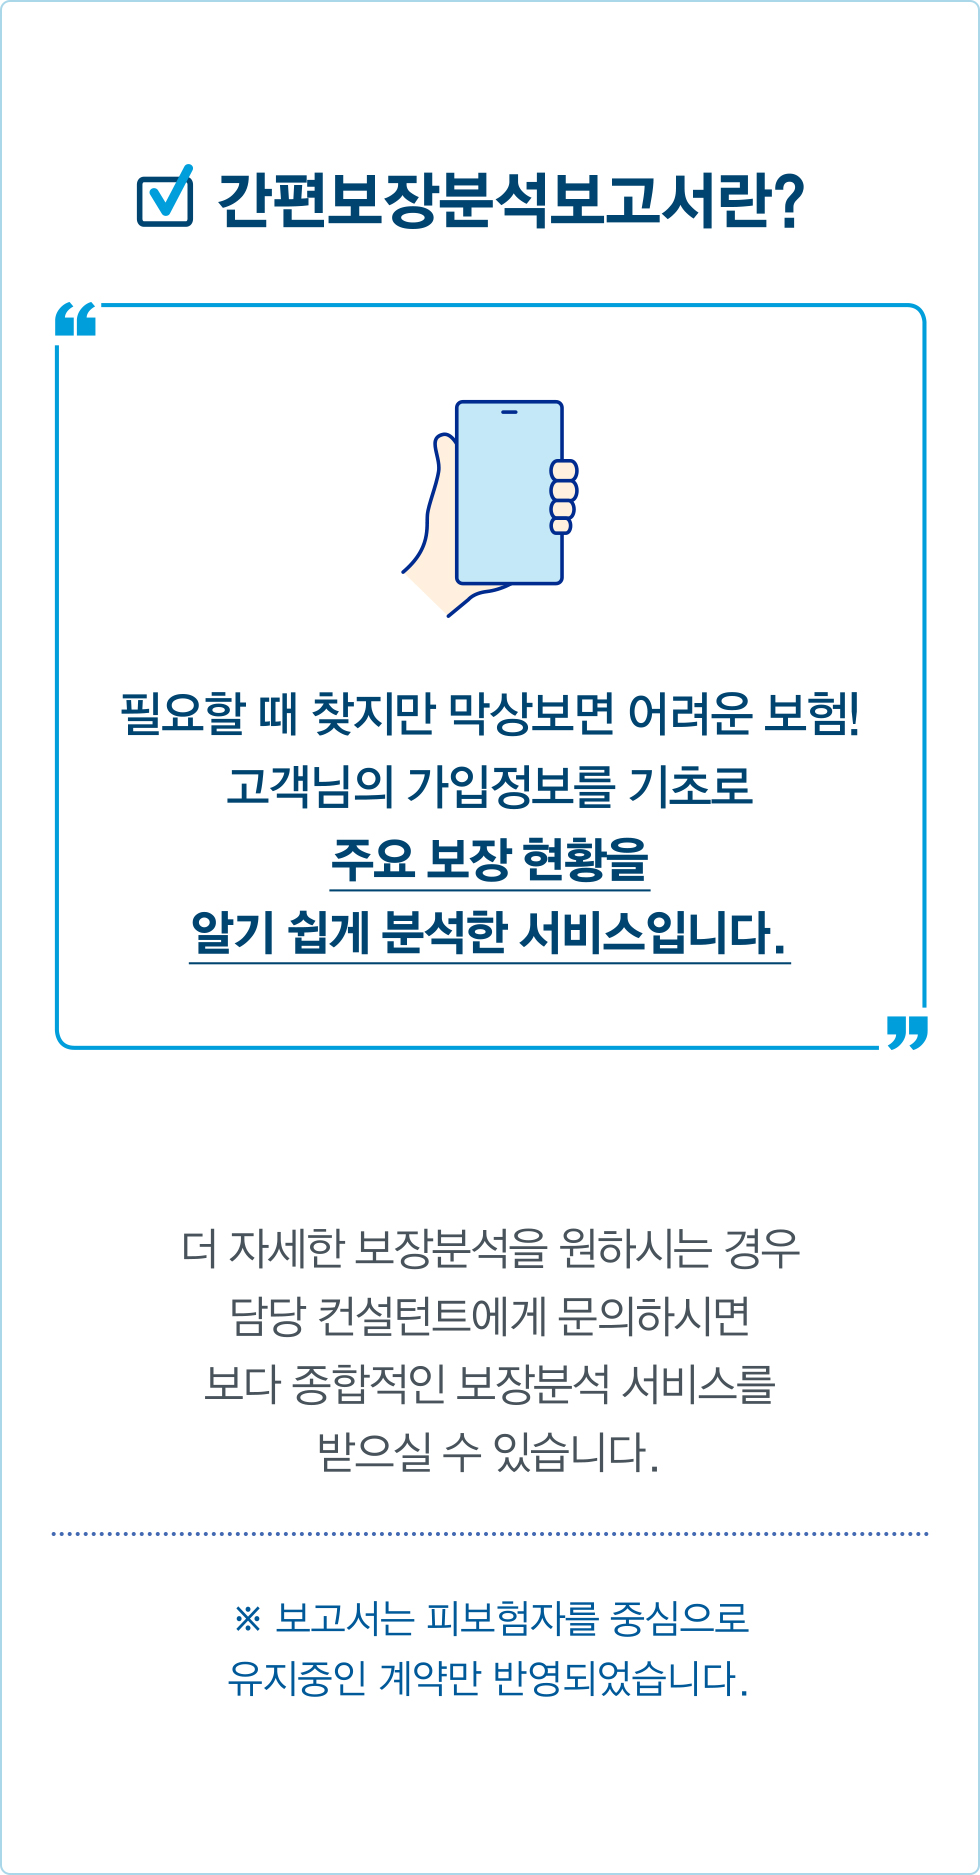 간편보장분석보고서란?
“
필요할 때 찾지만 막상보면 어려운 보험!
고객님의 가입정보를 기초로
주요 보장 현황을
알기 쉽게 분석한 서비스입니다.
”
더 자세한 보장분석을 원하시는 경우
담당 컨설턴트에게 문의하시면
보다 종합적인 보장분석 서비스를
받으실 수 있습니다.
※ 보고서는 피보험자를 중심으로
유지중인 계약만 반영되었습니다.